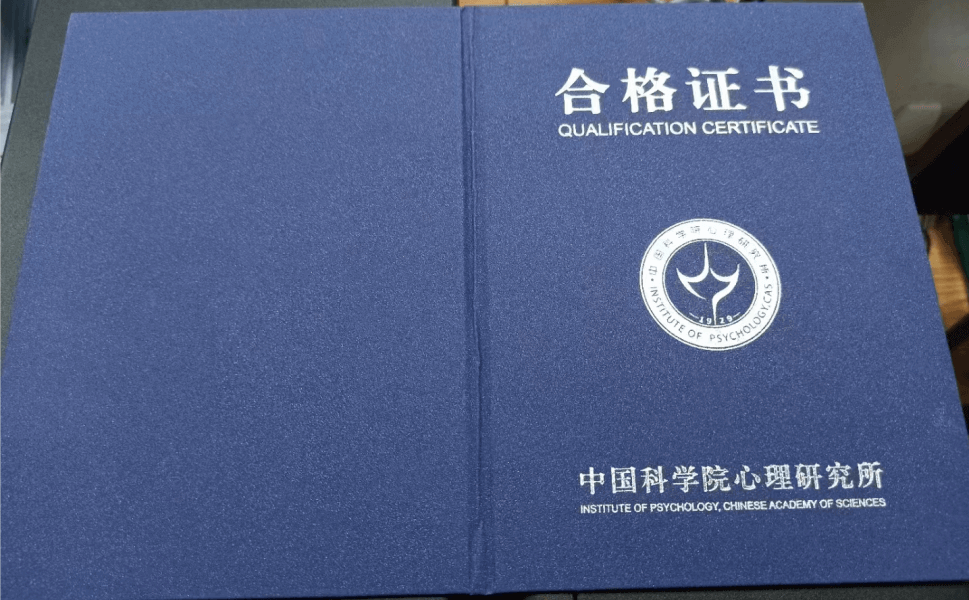 合格证书
QUALIFICATION CERTIFICATE
中国科学院心理研究所
INSTITUTE OF PSYCHOLOGY,CAS
1929
中国科学院心理研究所
INSTITUTE OF PSYCHOLOGY, CHINESE ACADEMY OF SCIENCES